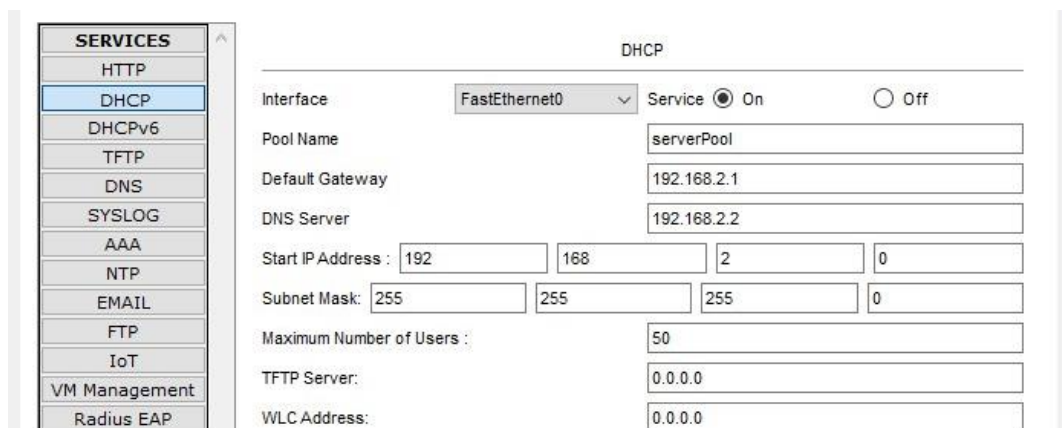 SERVICES
HTTP
DHCP
DHCPv6
TFTP
DNS
SYSLOG
AAA
NTP
EMAIL
FTP
IoT
VM Management
Radius EAP
DHCP
Interface FastEthernet0 Service On Off
Pool Name serverPool
Default Gateway 192.168.2.1
DNS Server 192.168.2.2
Start IP Address : 192 168 2 0
Subnet Mask: 255 255 255 0
Maximum Number of Users : 50
TFTP Server: 0.0.0.0
WLC Address: 0.0.0.0